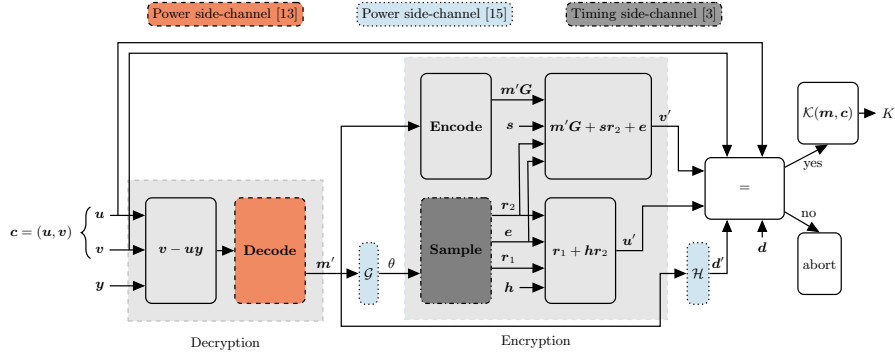 Power side-channel [13]
Power side-channel [15]
Timing side-channel [3]
m′G
Encode
s
m′G + sr₂ + e
v′
K(m, c)
K
yes
=
no
abort
c = (u, v)
u
v
y
v − uy
Decode
m′
G
θ
Sample
r₂
e
r₁
h
r₁ + hr₂
u′
H
d′
d
Decryption
Encryption